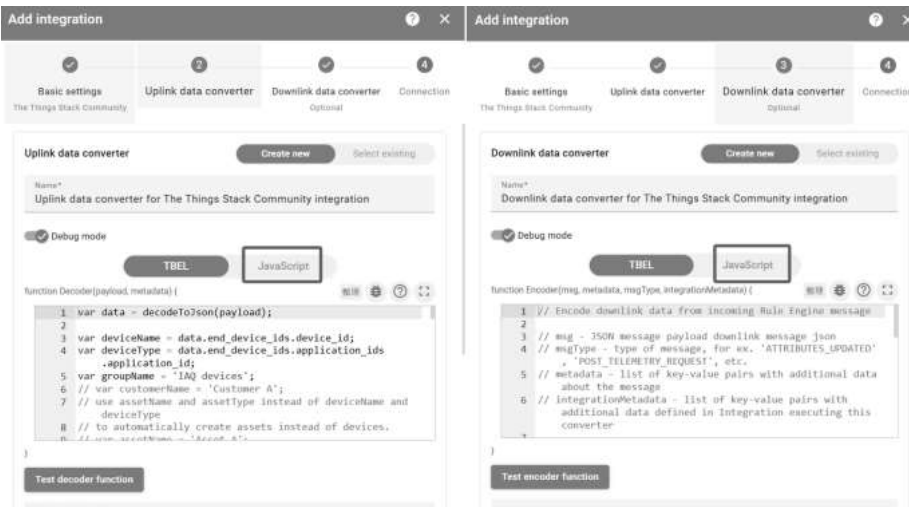 Add integration
2
4
Basic settings
Uplink data converter
Downlink data converter
Connection
The Things Stack Community
Optional
Uplink data converter
Create new
Select existing
Name*
Uplink data converter for The Things Stack Community integration
Debug mode
TBEL
JavaScript
function Decoder(payload, metadata) {
1 var data = decodeToJson(payload);
2
3 var deviceName = data.end_device_ids.device_id;
4 var deviceType = data.end_device_ids.application_ids
.application_id;
5 var groupName = 'IAQ devices';
6 // var customerName = 'Customer A';
7 // use assetName and assetType instead of deviceName and
deviceType
8 // to automatically create assets instead of devices.
9 // var assetName = 'Asset A';
}
Test decoder function
Add integration
3
4
Basic settings
Uplink data converter
Downlink data converter
Connection
The Things Stack Community
Optional
Downlink data converter
Create new
Select existing
Name*
Downlink data converter for The Things Stack Community integration
Debug mode
TBEL
JavaScript
function Encoder(msg, metadata, msgType, integrationMetadata) {
1 // Encode downlink data from incoming Rule Engine message
2
3 // msg - JSON message payload downlink message json
4 // msgType - type of message, for ex. 'ATTRIBUTES_UPDATED'
, 'POST_TELEMETRY_REQUEST', etc.
5 // metadata - list of key-value pairs with additional data
about the message
6 // integrationMetadata - list of key-value pairs with
additional data defined in Integration executing this
converter
7
}
Test encoder function